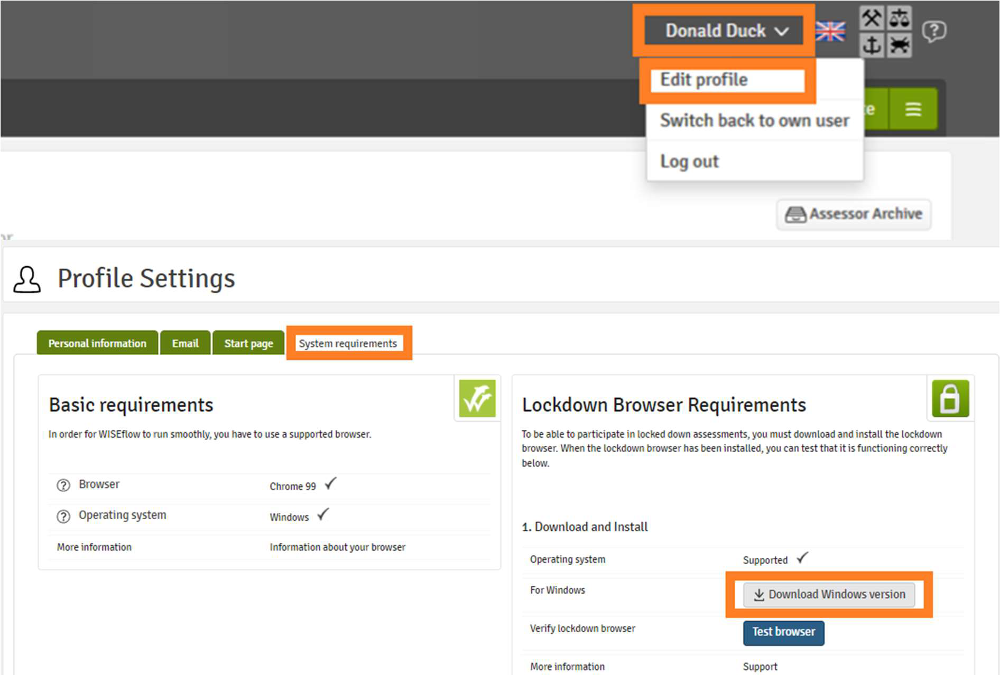 Donald Duck
Edit profile
Switch back to own user
Log out
Assessor Archive
Profile Settings
Personal information
Email
Start page
System requirements
Basic requirements
In order for WISEflow to run smoothly, you have to use a supported browser.
Browser
Chrome 99
Operating system
Windows
More information
Information about your browser
Lockdown Browser Requirements
To be able to participate in locked down assessments, you must download and install the lockdown
browser. When the lockdown browser has been installed, you can test that it is functioning correctly
below.
1. Download and Install
Operating system
Supported
For Windows
Download Windows version
Verify lockdown browser
Test browser
More information
Support